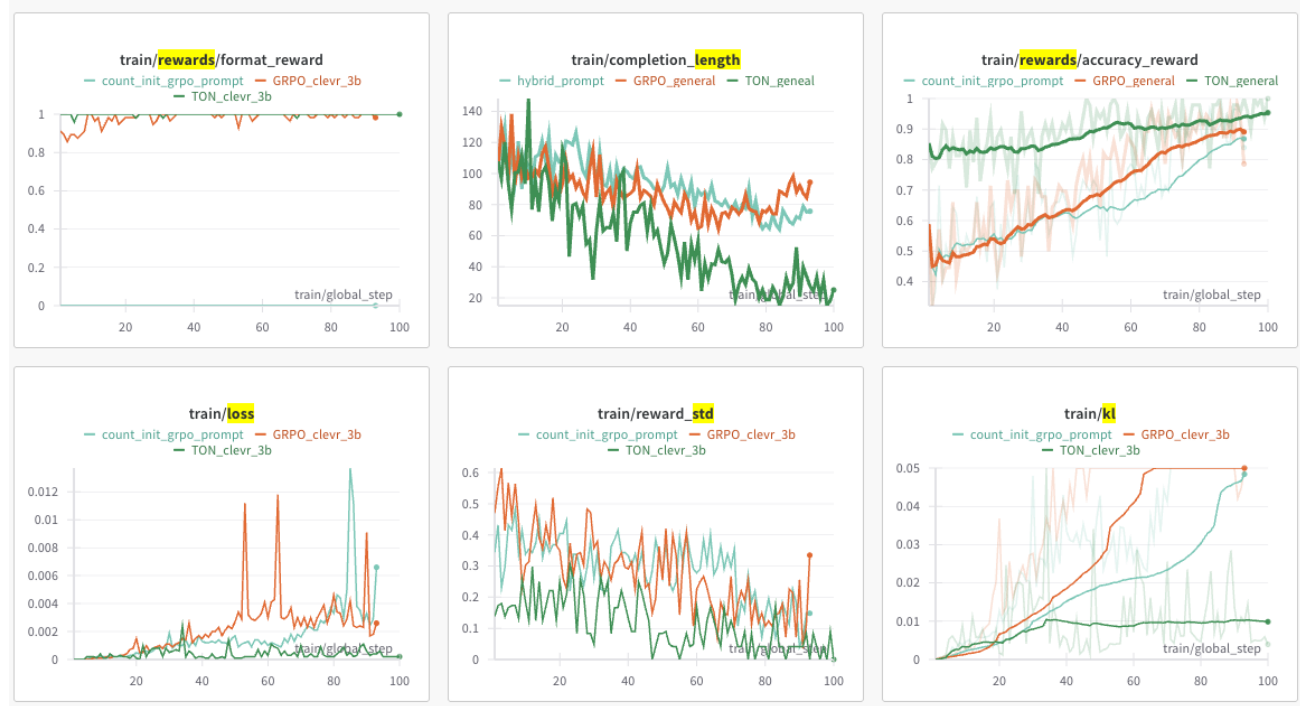 train/rewards/format_reward
count_init_grpo_prompt GRPO_clevr_3b
TON_clevr_3b
1
0.8
0.6
0.4
0.2
0
train/global_step
20 40 60 80 100
train/completion_length
hybrid_prompt GRPO_general TON_geneal
140
120
100
80
60
40
20
train/global_step
20 40 60 80 100
train/rewards/accuracy_reward
count_init_grpo_prompt GRPO_general TON_general
1
0.9
0.8
0.7
0.6
0.5
0.4
train/global_step
20 40 60 80 100
train/loss
count_init_grpo_prompt GRPO_clevr_3b
TON_clevr_3b
0.012
0.01
0.008
0.006
0.004
0.002
0
train/global_step
20 40 60 80 100
train/reward_std
count_init_grpo_prompt GRPO_clevr_3b
TON_clevr_3b
0.6
0.5
0.4
0.3
0.2
0.1
0
train/global_step
20 40 60 80 100
train/kl
count_init_grpo_prompt GRPO_clevr_3b
TON_clevr_3b
0.05
0.04
0.03
0.02
0.01
0
train/global_step
20 40 60 80 100